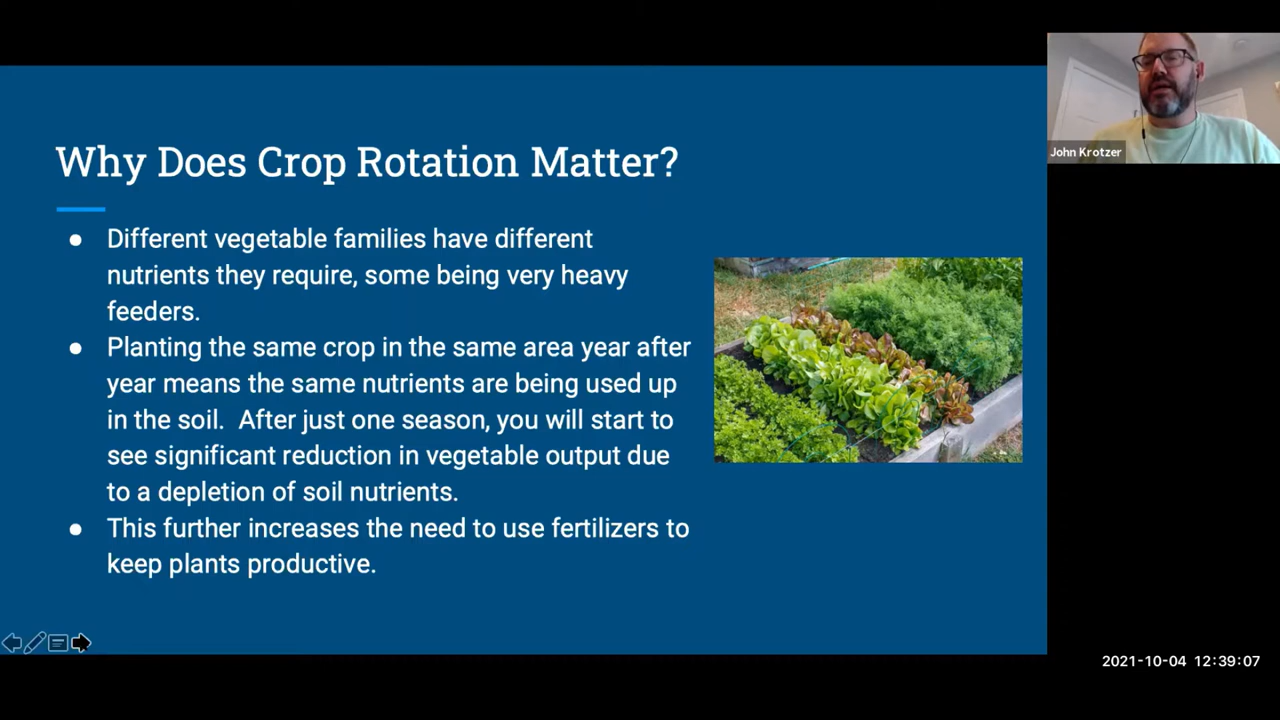 Why Does Crop Rotation Matter?
● Different vegetable families have different
nutrients they require, some being very heavy
feeders.
● Planting the same crop in the same area year after
year means the same nutrients are being used up
in the soil.  After just one season, you will start to
see significant reduction in vegetable output due
to a depletion of soil nutrients.
● This further increases the need to use fertilizers to
keep plants productive.
John Krotzer
2021-10-04 12:39:07